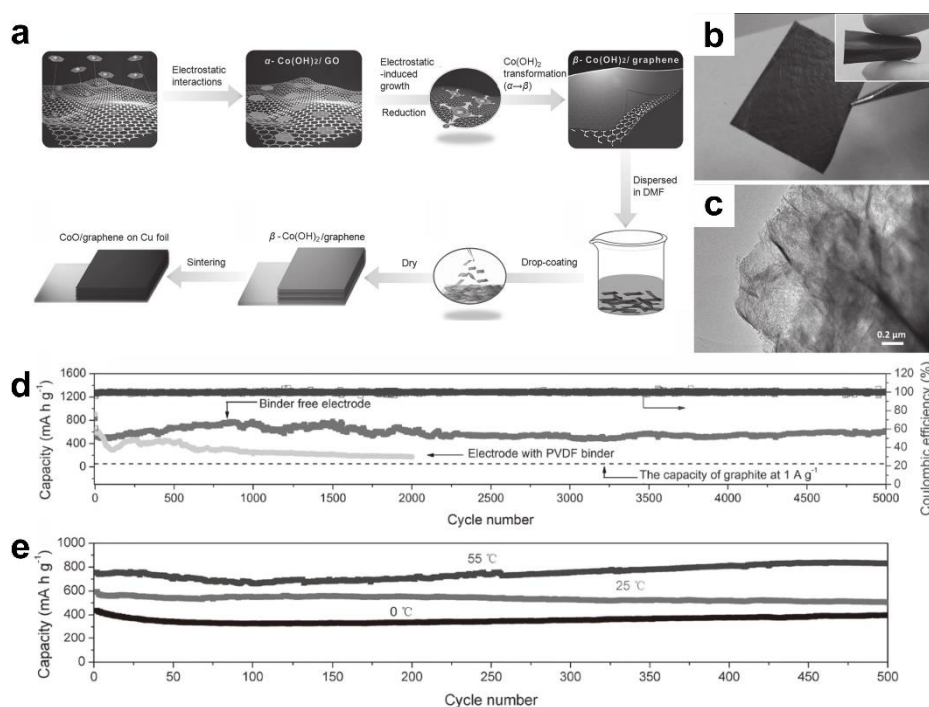 a
Electrostatic
interactions
α- Co(OH)₂/ GO
Electrostatic
-induced
growth
Reduction
Co(OH)₂
transformation
(α→β)
β- Co(OH)₂/ graphene
Dispersed
in DMF
CoO/graphene on Cu foil
Sintering
β-Co(OH)₂/graphene
Dry
Drop-coating
b
c
0.2 μm
d
Capacity (mA h g⁻¹)
1600
1200
800
400
0
Binder free electrode
Electrode with PVDF binder
The capacity of graphite at 1 A g⁻¹
120
100
80
60
40
20
0
Coulombic efficiency (%)
0 500 1000 1500 2000 2500 3000 3500 4000 4500 5000
Cycle number
e
Capacity (mA h g⁻¹)
1000
800
600
400
200
0
55 ℃
25 ℃
0 ℃
0 50 100 150 200 250 300 350 400 450 500
Cycle number